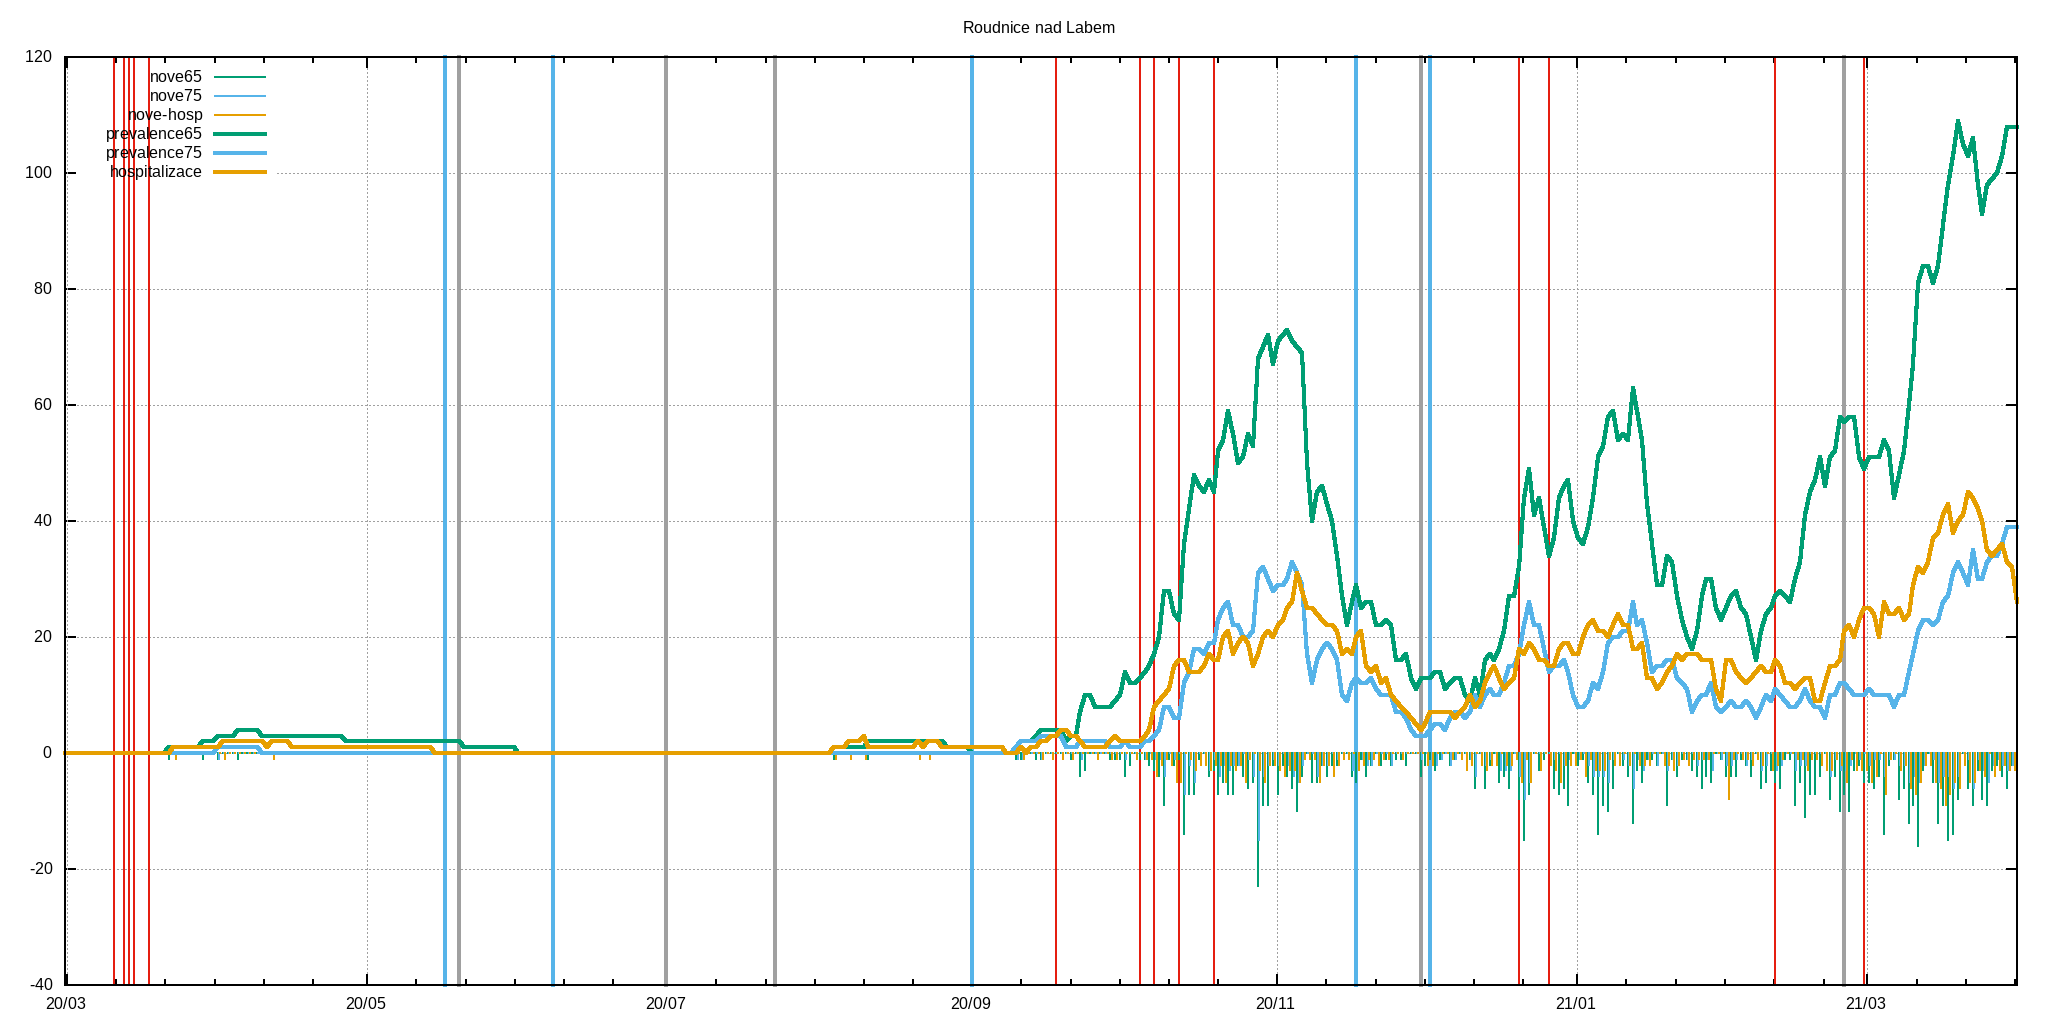 Roudnice nad Labem
120
100
80
60
40
20
0
-20
-40
nove65
nove75
nove-hosp
prevalence65
prevalence75
hospitalizace
20/03 20/05 20/07 20/09 20/11 21/01 21/03